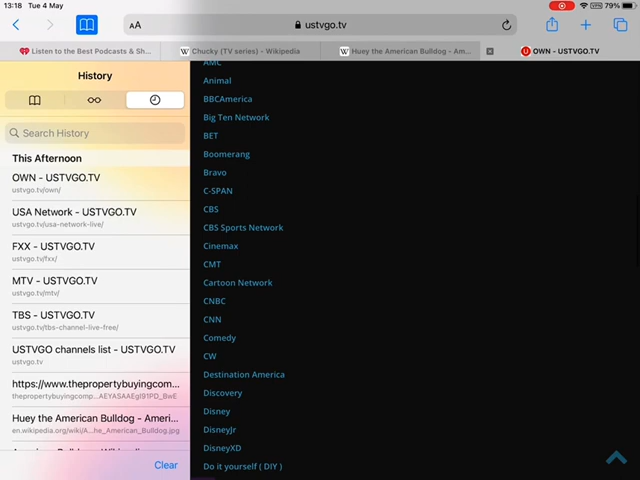 13:18 Tue 4 May
VPN 79%
AA
ustvgo.tv
Listen to the Best Podcasts & Sh...
Chucky (TV series) - Wikipedia
Huey the American Bulldog - Am...
OWN - USTVGO.TV
History
Search History
This Afternoon
OWN - USTVGO.TV
ustvgo.tv/own/
USA Network - USTVGO.TV
ustvgo.tv/usa-network-live/
FXX - USTVGO.TV
ustvgo.tv/fxx/
MTV - USTVGO.TV
ustvgo.tv/mtv/
TBS - USTVGO.TV
ustvgo.tv/tbs-channel-live-free/
USTVGO channels list - USTVGO.TV
ustvgo.tv
https://www.thepropertybuyingcom...
thepropertybuyingcomp...AEYASAAEgI91PD_BwE
Huey the American Bulldog - Ameri...
en.wikipedia.org/wiki/A...he_American_Bulldog.jpg
Clear
AMC
Animal
BBCAmerica
Big Ten Network
BET
Boomerang
Bravo
C-SPAN
CBS
CBS Sports Network
Cinemax
CMT
Cartoon Network
CNBC
CNN
Comedy
CW
Destination America
Discovery
Disney
DisneyJr
DisneyXD
Do it yourself ( DIY )